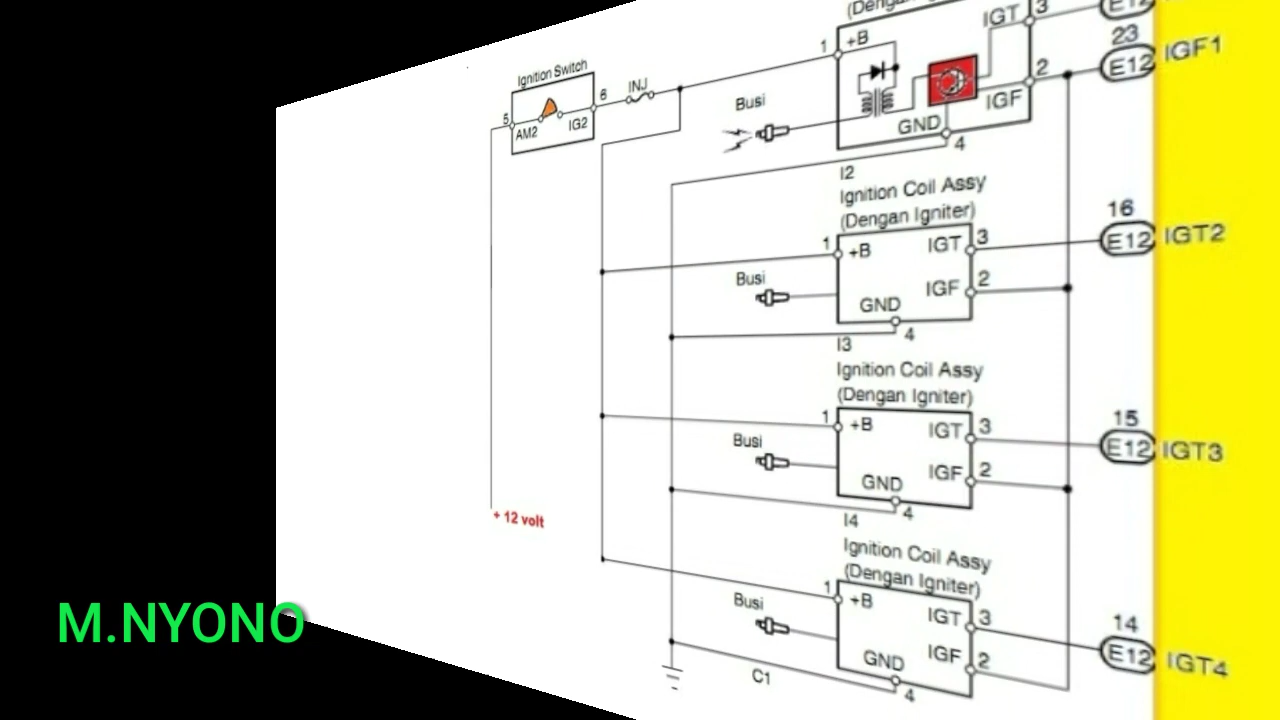 (Dengan
IGT 3
E12
+B
1
23
E12 IGF1
2
IGF
GND
4
Ignition Switch
5
AM2
IG2
6
INJ
Busi
I2
Ignition Coil Assy
(Dengan Igniter)
1
+B
IGT
3
16
E12 IGT2
Busi
IGF
2
GND
4
I3
Ignition Coil Assy
(Dengan Igniter)
1
+B
IGT
3
15
E12 IGT3
Busi
IGF
2
GND
4
I4
Ignition Coil Assy
(Dengan Igniter)
1
+B
IGT
3
14
E12 IGT4
Busi
IGF
2
GND
4
C1
+ 12 volt
M.NYONO